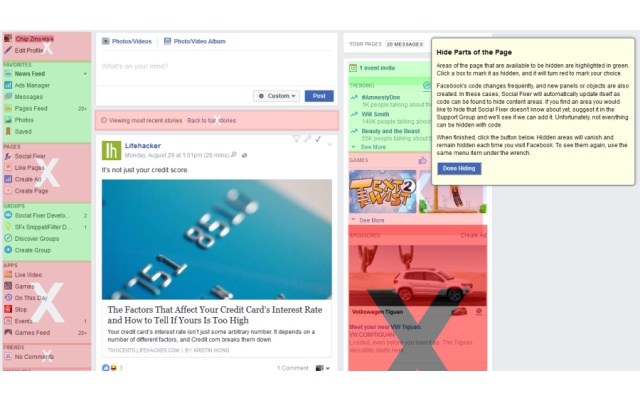 Edit Profile
FAVORITES
News Feed
Ads Manager
Messages
Pages Feed 20+
Photos
Saved
PAGES
Social Fixer
Like Pages
Create Ad
Create Page
GROUPS
Social Fixer Develo... 2
SFx Snippet/Filter D... 1
Discover Groups
Create Group
APPS
Live Video
Games
On This Day
Stop
Events 1
Games Feed 20+
FRIENDS
No Comments
Photos/Videos Photo/Video Album
What's on your mind?
Custom Post
Viewing most recent stories · Back to top stories
Lifehacker
Monday, August 29 at 1:01pm (29 mins)
It's not just your credit score.
The Factors That Affect Your Credit Card's Interest Rate
and How to Tell If Yours Is Too High
Your credit card's interest rate isn't just some arbitrary number. It depends on a
number of different factors, and Credit.com breaks them down.
TWOCENTS.LIFEHACKER.COM | BY KRISTIN WONG
3 1 Comment
YOUR PAGES 20 MESSAGES
1 event invite
TRENDING
#AmnestyDon
1K people talking about th
Will Smith
140K people talking about
Beauty and the Beast
55K people talking about t
See More
GAMES
TEXT
TWIST
2
See More
SPONSORED Create Ad
Volkswagen Tiguan
Meet your new VW Tiguan.
VW.COM/TIGUAN
Loaded, even before you load it up. The Tiguan.
Versatility starts here.
Hide Parts of the Page
Areas of the page that are available to be hidden are highlighted in green.
Click a box to mark it as hidden, and it will turn red to mark your choice.
Facebook's code changes frequently, and new panels or objects are also
created. In these cases, Social Fixer will automatically update itself as
code can be found to hide content areas. If you find an area you would
like to hide that Social Fixer doesn't know about yet, suggest it in the
Support Group and we'll see if it can be added. Unfortunately, not everything
can be hidden with code.
When finished, click the button below. Hidden areas will vanish and
remain hidden each time you visit Facebook. To see them again, use the
same menu item under the wrench.
Done Hiding